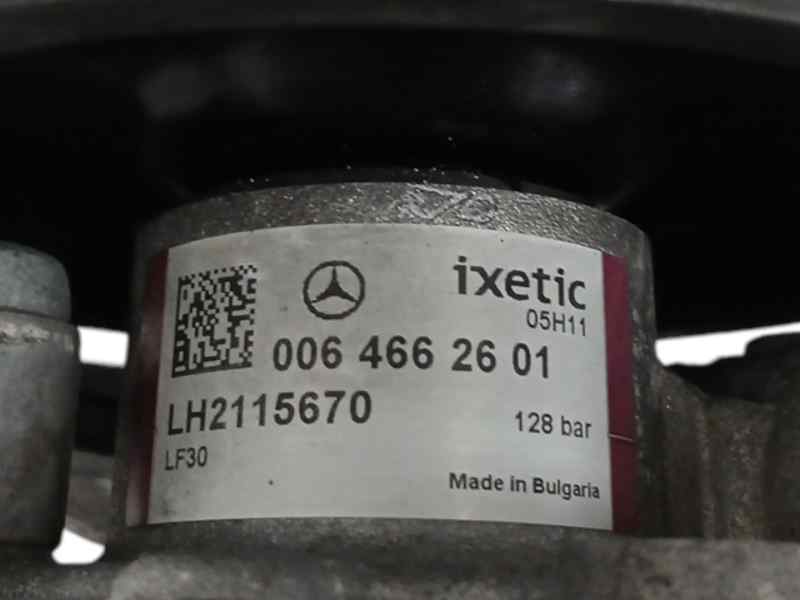 ixetic
05H11
006 466 26 01
LH2115670
128 bar
LF30
Made in Bulgaria